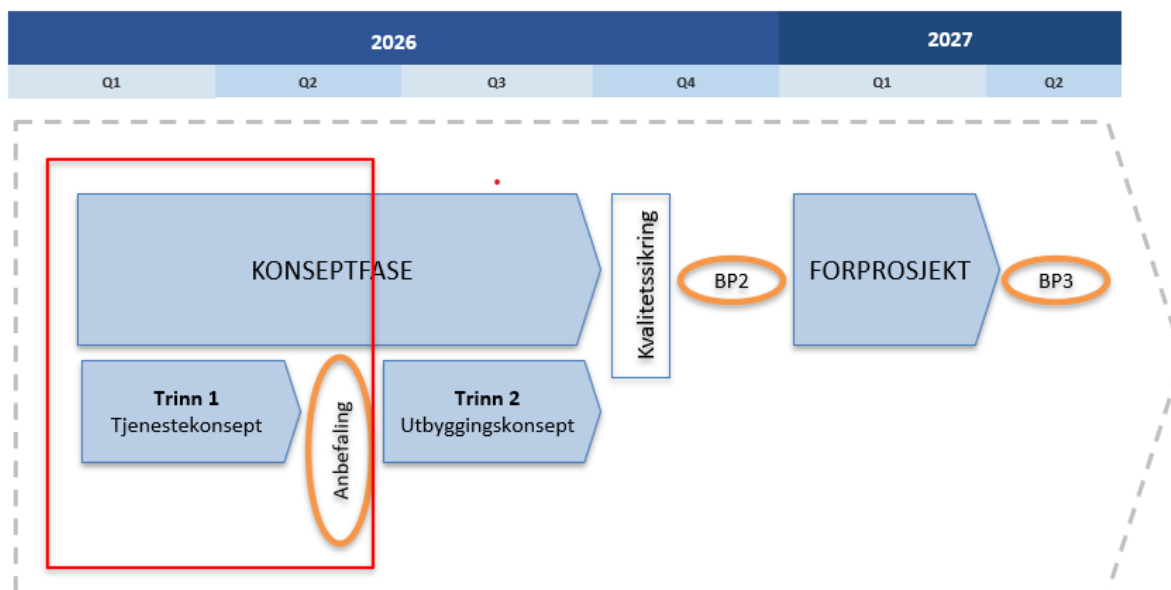 2026
2027
Q1
Q2
Q3
Q4
Q1
Q2
KONSEPTFASE
Kvalitetssikring
BP2
FORPROSJEKT
BP3
Trinn 1
Tjenestekonsept
Anbefaling
Trinn 2
Utbyggingskonsept